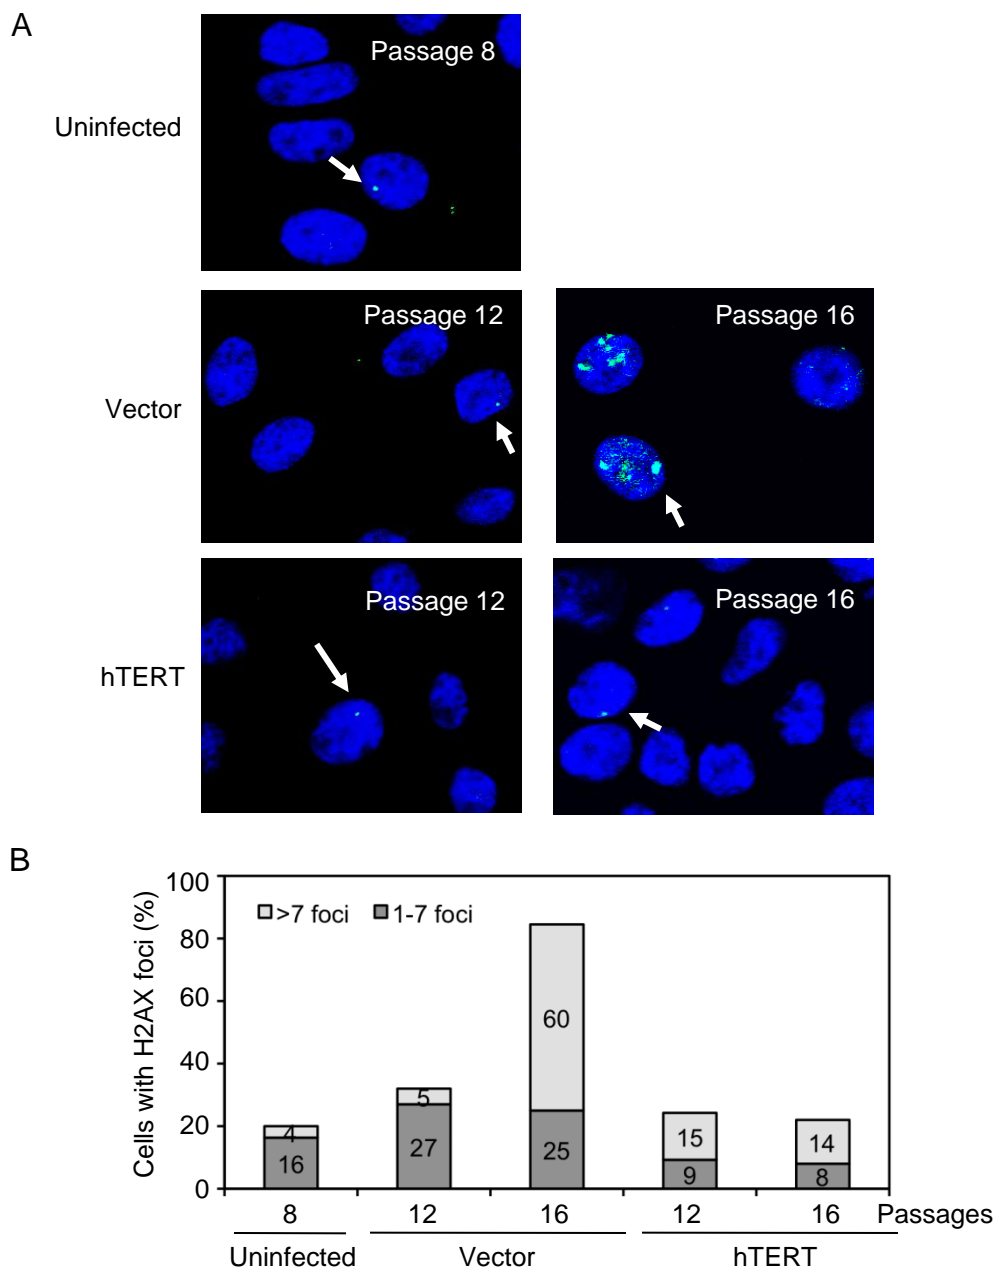 A
Uninfected
Passage 8
Vector
Passage 12
Passage 16
hTERT
Passage 12
Passage 16
B
Cells with H2AX foci (%)
100
80
60
40
20
0
>7 foci
1-7 foci
4
16
5
27
60
25
15
9
14
8
8 12 16 12 16 Passages
Uninfected Vector hTERT